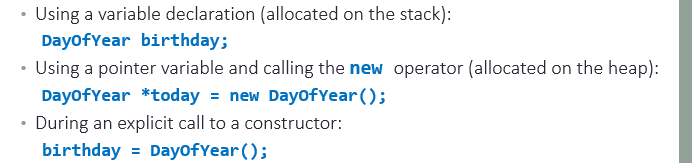 • Using a variable declaration (allocated on the stack):
DayOfYear birthday;
• Using a pointer variable and calling the new operator (allocated on the heap):
DayOfYear *today = new DayOfYear();
• During an explicit call to a constructor:
birthday = DayOfYear();